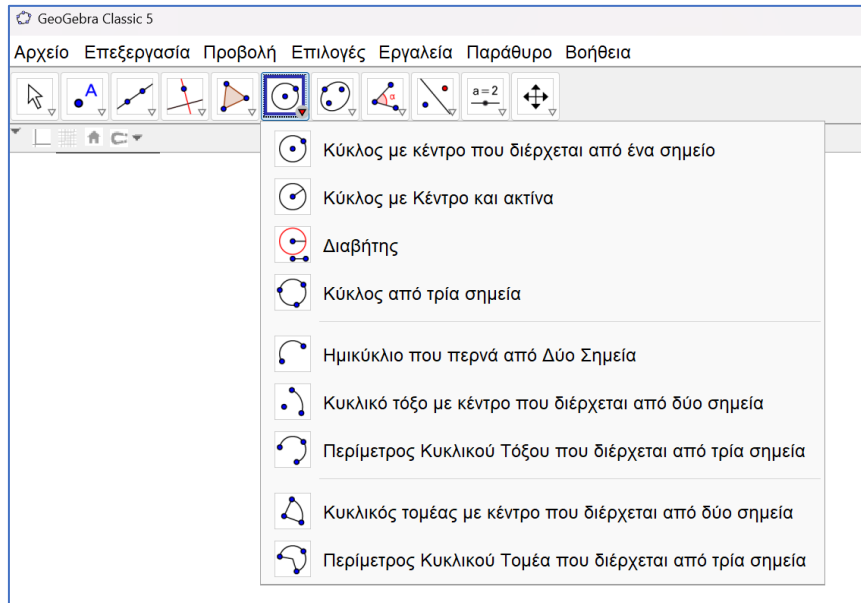 GeoGebra Classic 5
Αρχείο Επεξεργασία Προβολή Επιλογές Εργαλεία Παράθυρο Βοήθεια
A α a = 2
Κύκλος με κέντρο που διέρχεται από ένα σημείο
Κύκλος με Κέντρο και ακτίνα
Διαβήτης
Κύκλος από τρία σημεία
Ημικύκλιο που περνά από Δύο Σημεία
Κυκλικό τόξο με κέντρο που διέρχεται από δύο σημεία
Περίμετρος Κυκλικού Τόξου που διέρχεται από τρία σημεία
Κυκλικός τομέας με κέντρο που διέρχεται από δύο σημεία
Περίμετρος Κυκλικού Τομέα που διέρχεται από τρία σημεία